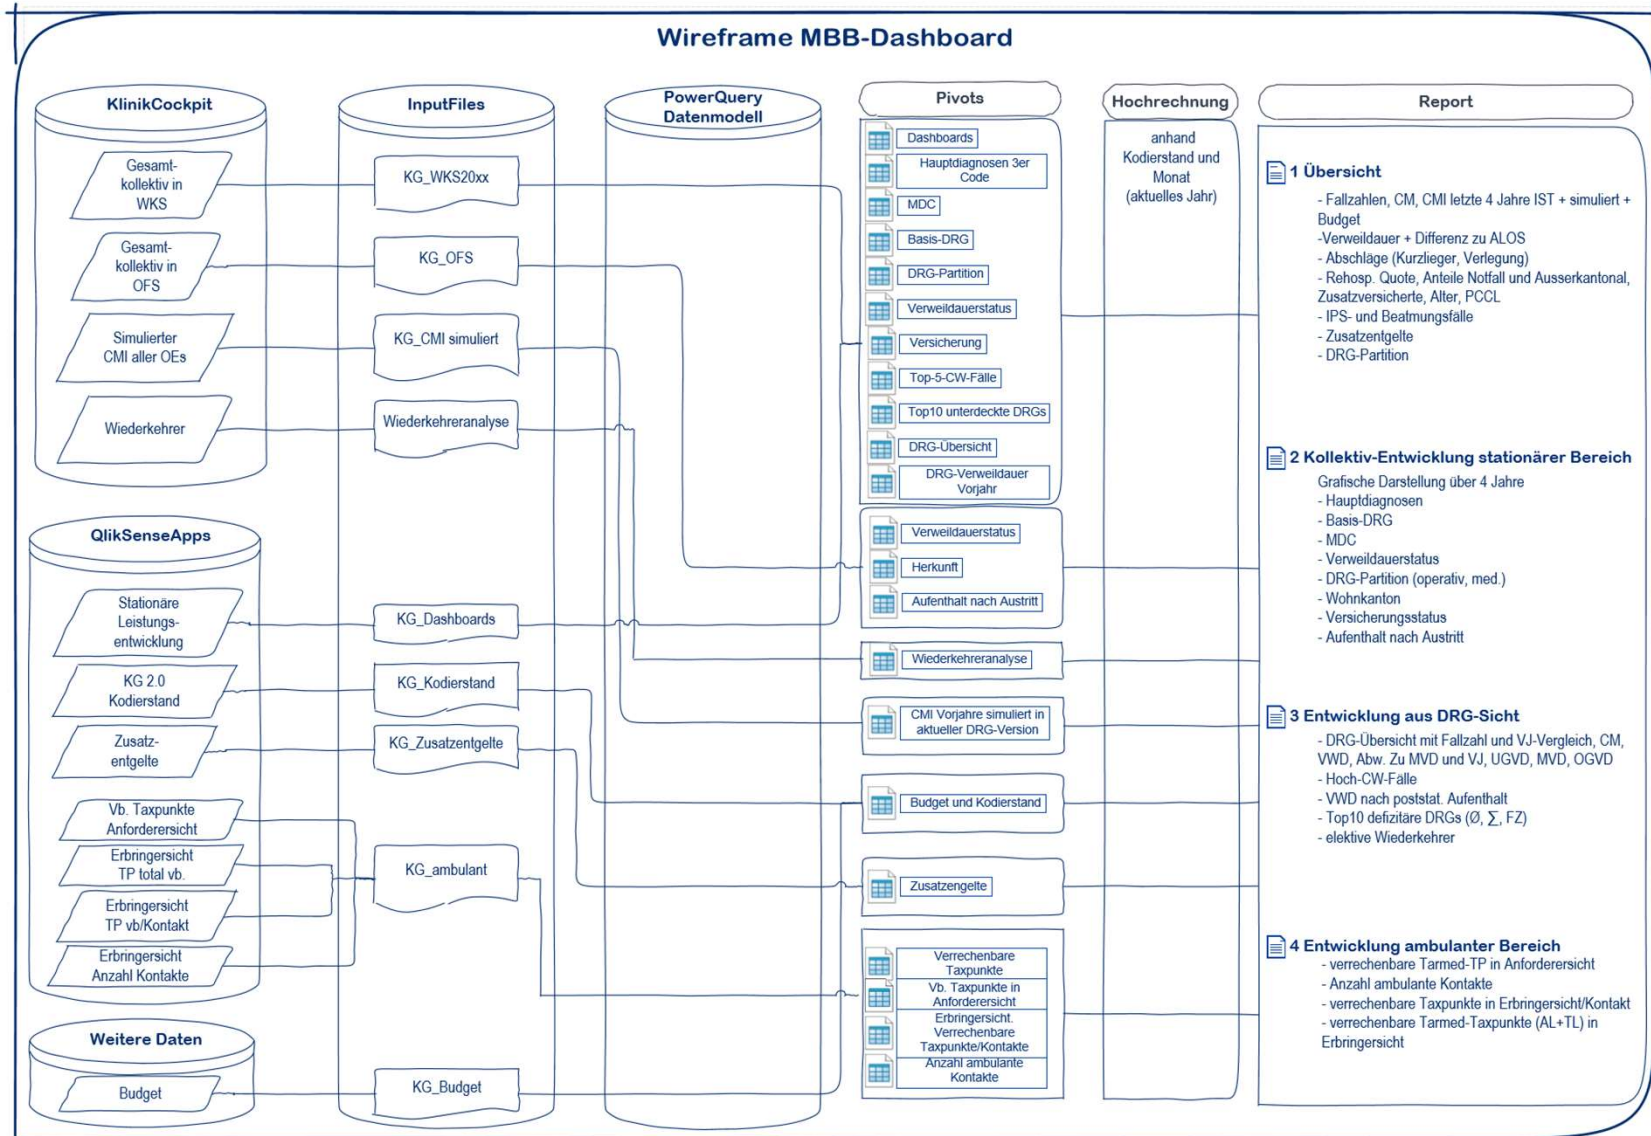 Wireframe MBB-Dashboard
KlinikCockpit
Gesamt-
kollektiv in
WKS
Gesamt-
kollektiv in
OFS
Simulierter
CMI aller OEs
Wiederkehrer
QlikSenseApps
Stationäre
Leistungs-
entwicklung
KG 2.0
Kodierstand
Zusatz-
entgelte
Vb. Taxpunkte
Anforderersicht
Erbringersicht
TP total vb.
Erbringersicht
TP vb/Kontakt
Erbringersicht
Anzahl Kontakte
Weitere Daten
Budget
InputFiles
KG_WKS20xx
KG_OFS
KG_CMI simuliert
Wiederkehreranalyse
KG_Dashboards
KG_Kodierstand
KG_Zusatzentgelte
KG_ambulant
KG_Budget
PowerQuery
Datenmodell
Pivots
Dashboards
Hauptdiagnosen 3er
Code
MDC
Basis-DRG
DRG-Partition
Verweildauerstatus
Versicherung
Top-5-CW-Fälle
Top10 unterdeckte DRGs
DRG-Übersicht
DRG-Verweildauer
Vorjahr
Verweildauerstatus
Herkunft
Aufenthalt nach Austritt
Wiederkehreranalyse
CMI Vorjahre simuliert in
aktueller DRG-Version
Budget und Kodierstand
Zusatzengelte
Verrechenbare
Taxpunkte
Vb. Taxpunkte in
Anforderersicht
Erbringersicht.
Verrechenbare
Taxpunkte/Kontakte
Anzahl ambulante
Kontakte
Hochrechnung
anhand
Kodierstand und
Monat
(aktuelles Jahr)
Report
1 Übersicht
- Fallzahlen, CM, CMI letzte 4 Jahre IST + simuliert +
Budget
-Verweildauer + Differenz zu ALOS
- Abschläge (Kurzlieger, Verlegung)
- Rehosp. Quote, Anteile Notfall und Ausserkantonal,
Zusatzversicherte, Alter, PCCL
- IPS- und Beatmungsfälle
- Zusatzentgelte
- DRG-Partition
2 Kollektiv-Entwicklung stationärer Bereich
Grafische Darstellung über 4 Jahre
- Hauptdiagnosen
- Basis-DRG
- MDC
- Verweildauerstatus
- DRG-Partition (operativ, med.)
- Wohnkanton
- Versicherungsstatus
- Aufenthalt nach Austritt
3 Entwicklung aus DRG-Sicht
- DRG-Übersicht mit Fallzahl und VJ-Vergleich, CM,
VWD, Abw. Zu MVD und VJ, UGVD, MVD, OGVD
- Hoch-CW-Fälle
- VWD nach poststat. Aufenthalt
- Top10 defizitäre DRGs (Ø, ∑, FZ)
- elektive Wiederkehrer
4 Entwicklung ambulanter Bereich
- verrechenbare Tarmed-TP in Anforderersicht
- Anzahl ambulante Kontakte
- verrechenbare Taxpunkte in Erbringersicht/Kontakt
- verrechenbare Tarmed-Taxpunkte (AL+TL) in
Erbringersicht